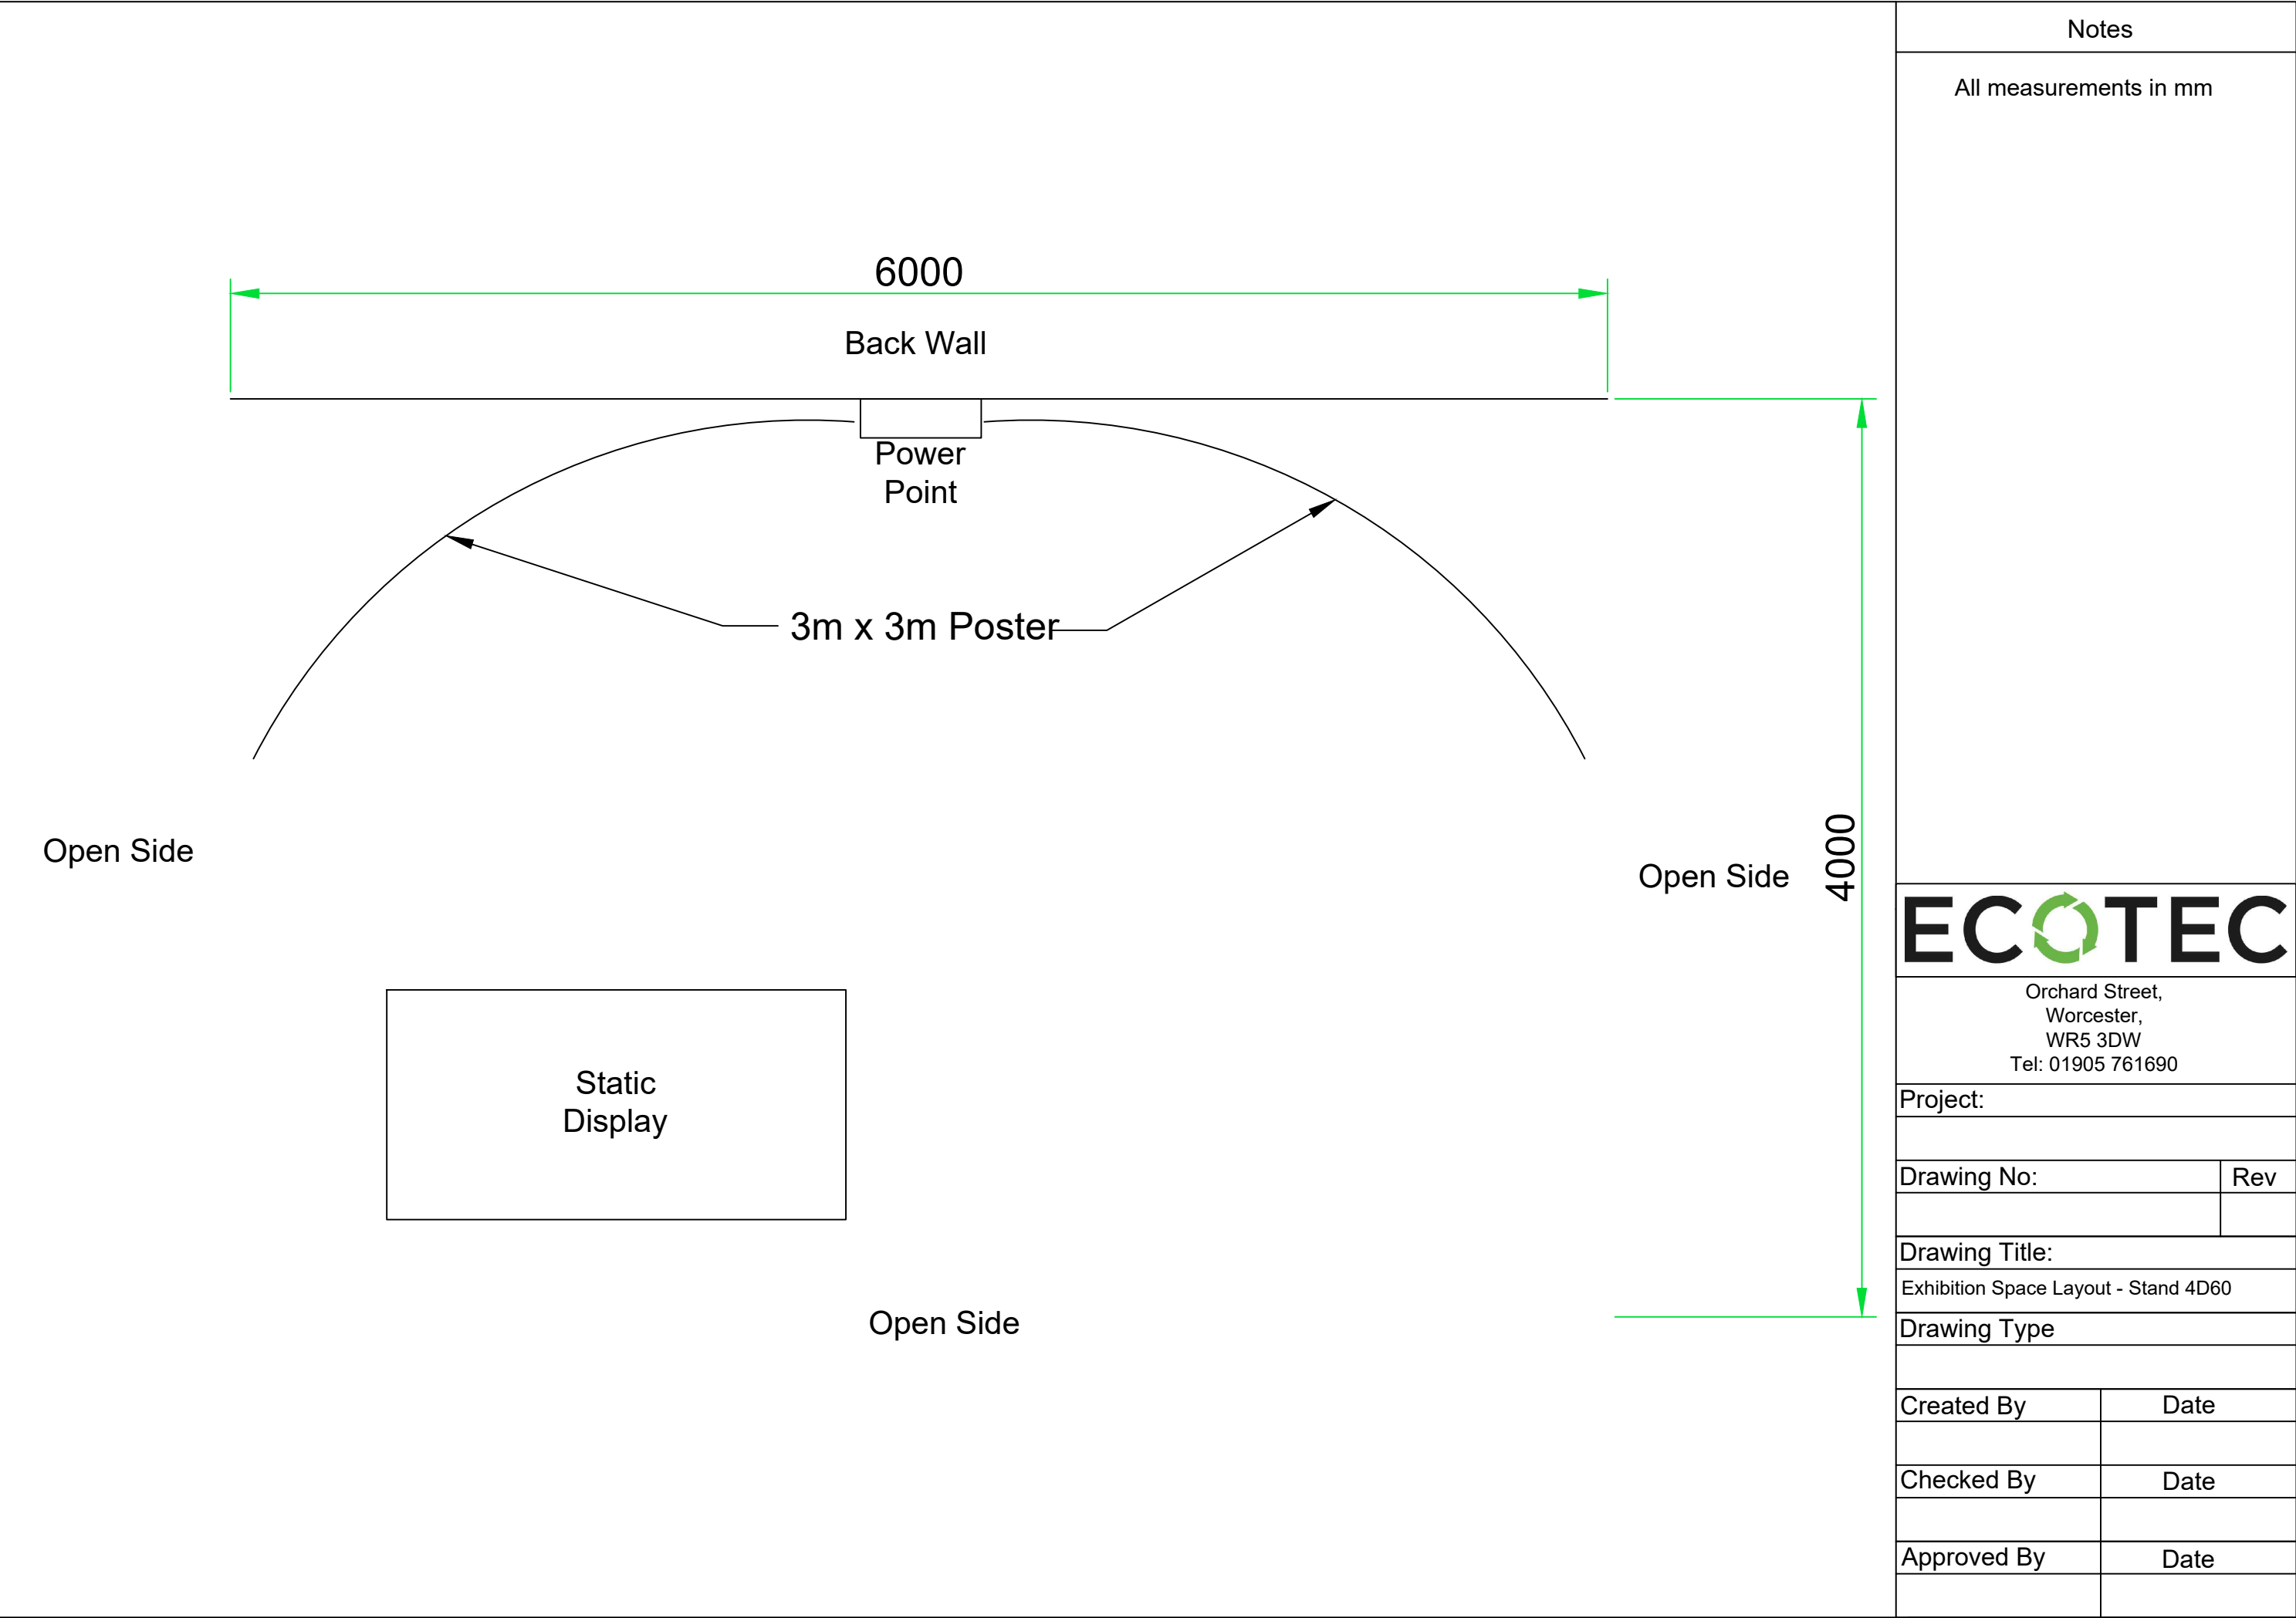 6000
Back Wall
Power
Point
3m x 3m Poster
Open Side
Open Side
4000
Static
Display
Open Side
Notes
All measurements in mm
ECOTEC
Orchard Street,
Worcester,
WR5 3DW
Tel: 01905 761690
Project:
Drawing No:
Rev
Drawing Title:
Exhibition Space Layout - Stand 4D60
Drawing Type
Created By
Date
Checked By
Date
Approved By
Date